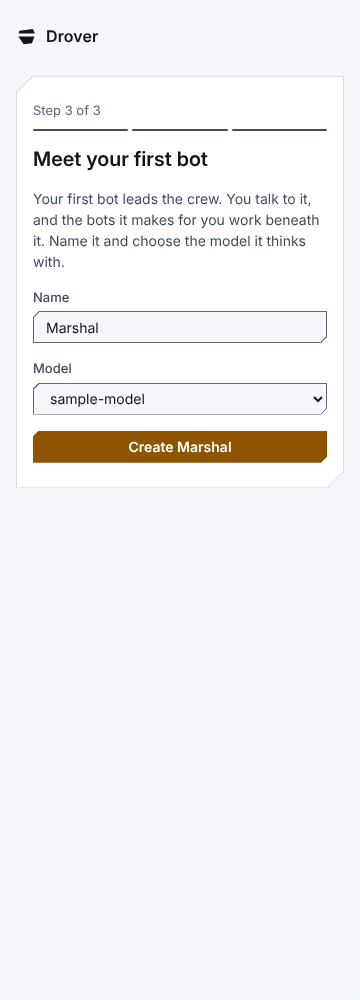 Drover
Step 3 of 3
Meet your first bot
Your first bot leads the crew. You talk to it,
and the bots it makes for you work beneath
it. Name it and choose the model it thinks
with.
Name
Marshal
Model
sample-model
Create Marshal